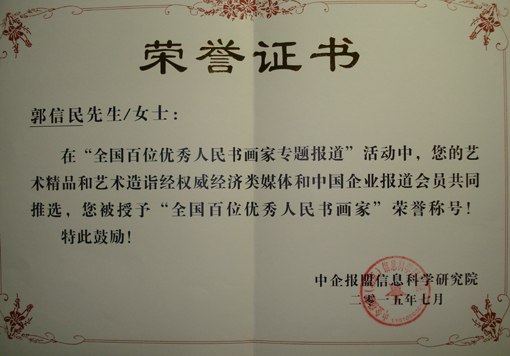 荣誉证书
郭信民先生/女士：
在“全国百位优秀人民书画家专题报道”活动中，您的艺
术精品和艺术造诣经权威经济类媒体和中国企业报道会员共同
推选，您被授予“全国百位优秀人民书画家”荣誉称号！
特此鼓励！
中企报盟信息科学研究院
二零一五年七月